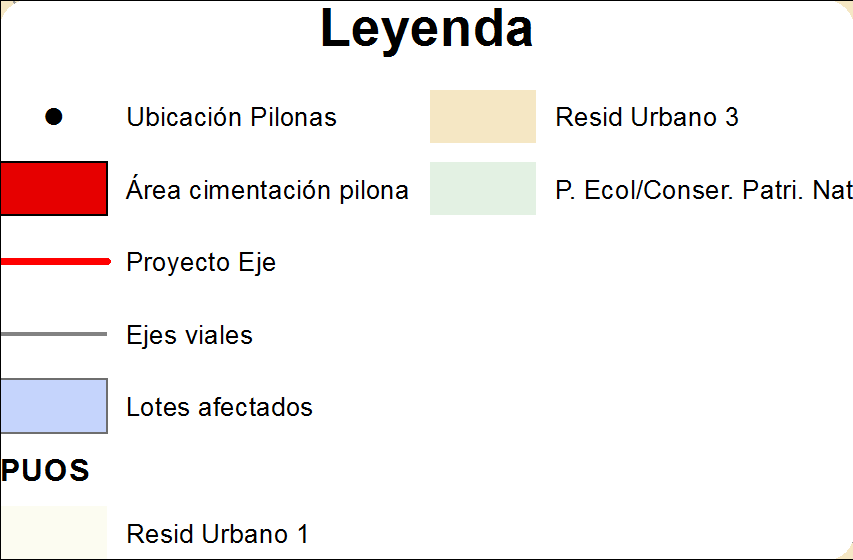 Leyenda
Ubicación Pilonas
Área cimentación pilona
Proyecto Eje
Ejes viales
Lotes afectados
PUOS
Resid Urbano 1
Resid Urbano 3
P. Ecol/Conser. Patri. Nat